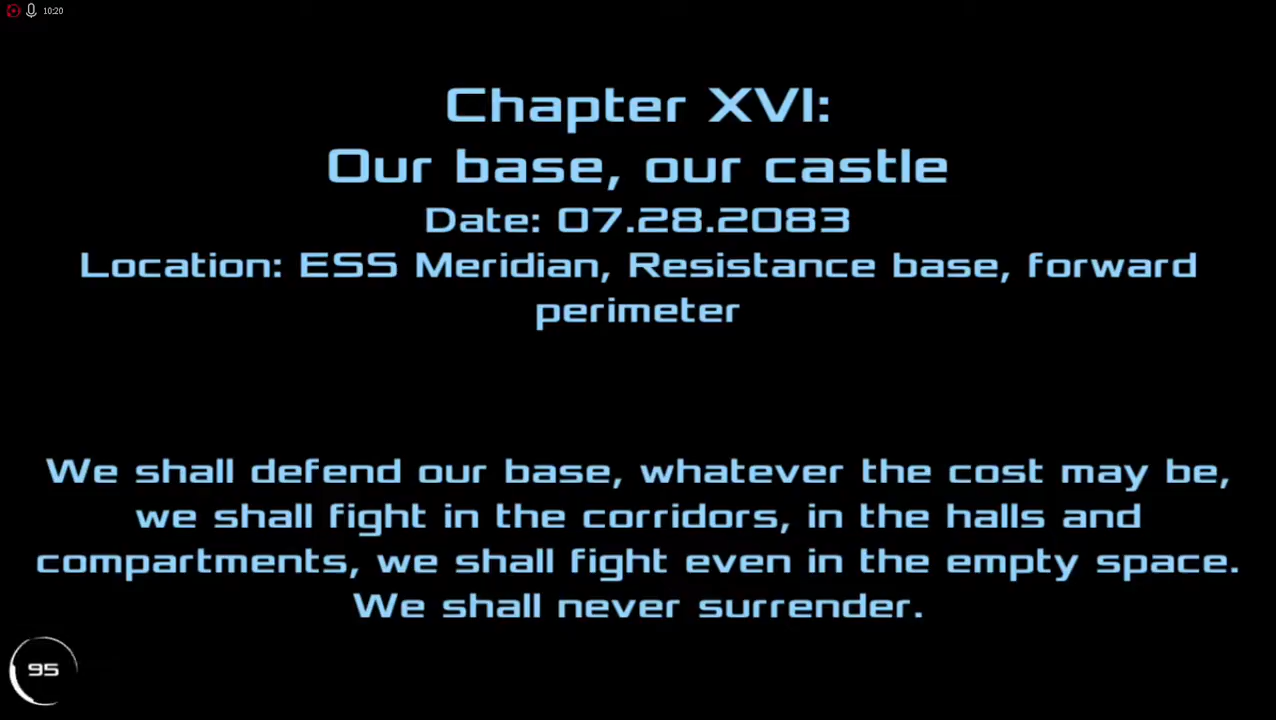 10:20
Chapter XVI:
Our base, our castle
Date: 07.28.2083
Location: ESS Meridian, Resistance base, forward
perimeter
We shall defend our base, whatever the cost may be,
we shall fight in the corridors, in the halls and
compartments, we shall fight even in the empty space.
We shall never surrender.
95